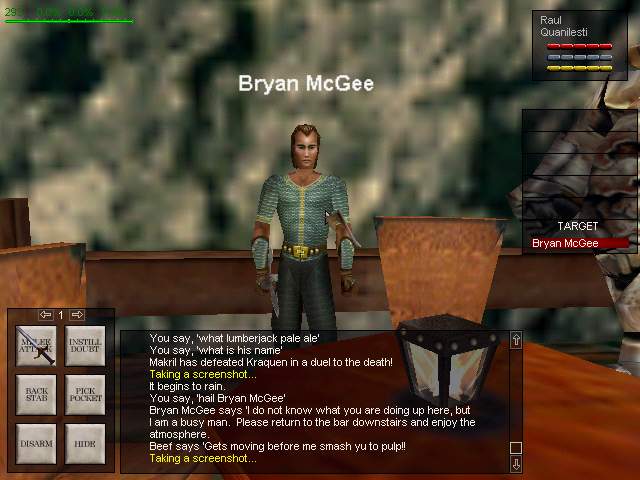 Raul
Quanilesti
Bryan McGee
TARGET
Bryan McGee
1
MELEE
ATTACK
INSTILL
DOUBT
BACK
STAB
PICK
POCKET
DISARM
HIDE
You say, 'what lumberjack pale ale'
You say, 'what is his name'
Makril has defeated Kraquen in a duel to the death!
Taking a screenshot...
It begins to rain.
You say, 'hail Bryan McGee'
Bryan McGee says 'I do not know what you are doing up here, but
I am a busy man.  Please return to the bar downstairs and enjoy the
atmosphere.
Beef says 'Gets moving before me smash yu to pulp!!
Taking a screenshot...